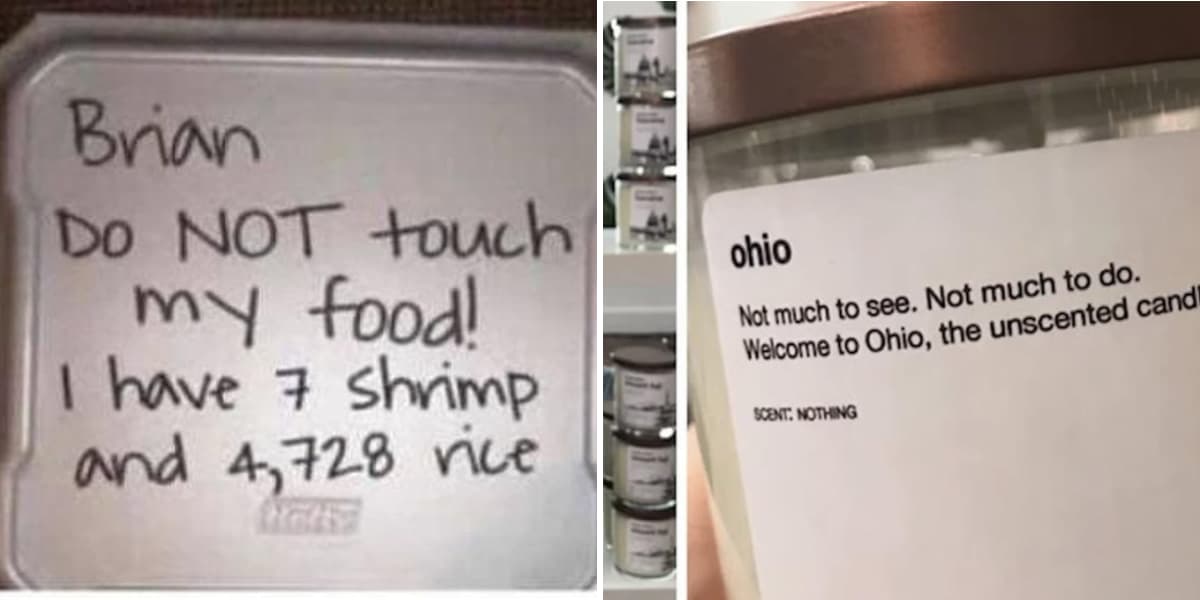 Brian
Do NOT touch
my food!
I have 7 shrimp
and 4,728 rice
ohio
Not much to see. Not much to do.
Welcome to Ohio, the unscented candl
SCENT: NOTHING